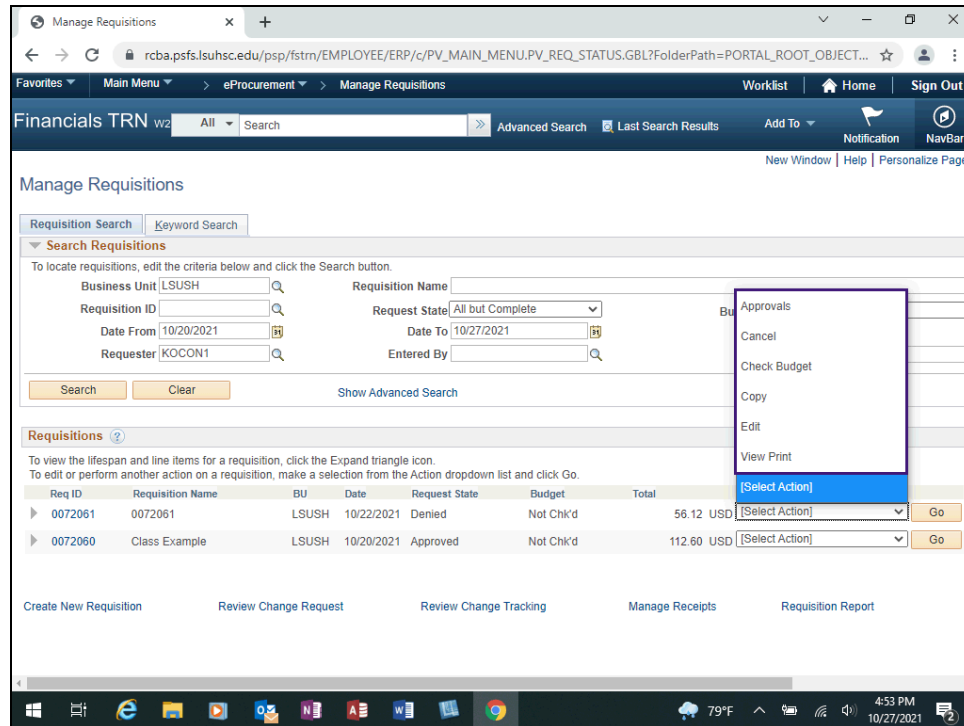 Manage Requisitions
rcba.psfs.lsuhsc.edu/psp/fstrn/EMPLOYEE/ERP/c/PV_MAIN_MENU.PV_REQ_STATUS.GBL?FolderPath=PORTAL_ROOT_OBJECT...
Favorites Main Menu > eProcurement > Manage Requisitions Worklist Home Sign Out
Financials TRN W2 All Search Advanced Search Last Search Results Add To Notification NavBar
New Window | Help | Personalize Page
Manage Requisitions
Requisition Search Keyword Search
Search Requisitions
To locate requisitions, edit the criteria below and click the Search button.
Business Unit LSUSH Requisition Name
Requisition ID Request State All but Complete Bu
Date From 10/20/2021 Date To 10/27/2021
Requester KOCON1 Entered By
Search Clear Show Advanced Search
Approvals
Cancel
Check Budget
Copy
Edit
View Print
[Select Action]
Requisitions
To view the lifespan and line items for a requisition, click the Expand triangle icon.
To edit or perform another action on a requisition, make a selection from the Action dropdown list and click Go.
Req ID Requisition Name BU Date Request State Budget Total
0072061 0072061 LSUSH 10/22/2021 Denied Not Chk'd 56.12 USD [Select Action] Go
0072060 Class Example LSUSH 10/20/2021 Approved Not Chk'd 112.60 USD [Select Action] Go
Create New Requisition Review Change Request Review Change Tracking Manage Receipts Requisition Report
79°F 4:53 PM
10/27/2021